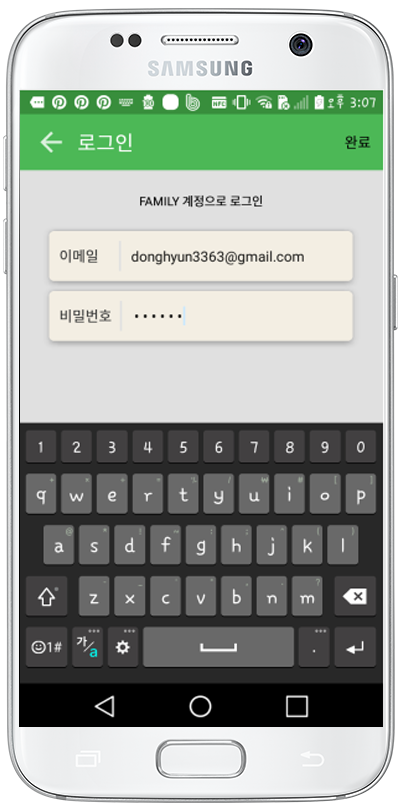 SAMSUNG
NFC 오후 3:07
로그인 완료
FAMILY 계정으로 로그인
이메일 donghyun3363@gmail.com
비밀번호 ••••••
1 2 3 4 5 6 7 8 9 0
q w e r t y u i o p
a s d f g h j k l
z x c v b n m
☺1# 가/a .